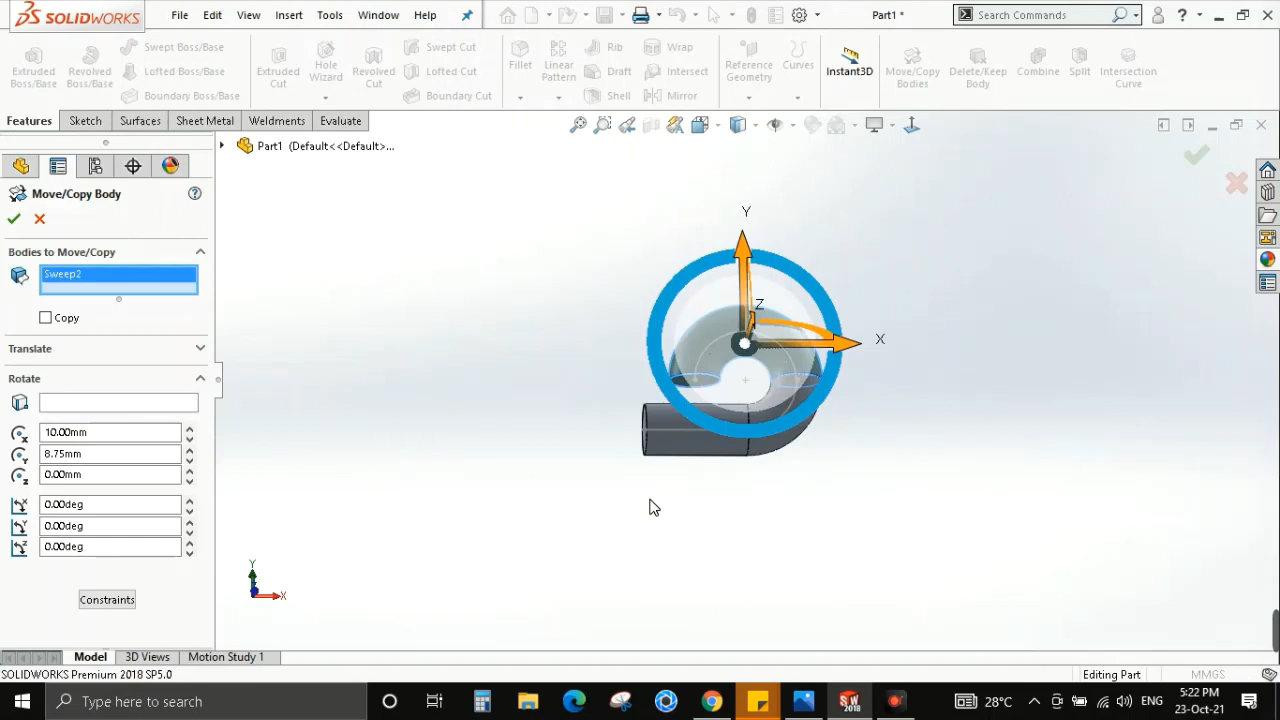 SOLIDWORKS
File Edit View Insert Tools Window Help
Part1 *
Search Commands
Extruded Boss/Base
Revolved Boss/Base
Swept Boss/Base
Lofted Boss/Base
Boundary Boss/Base
Extruded Cut
Hole Wizard
Revolved Cut
Swept Cut
Lofted Cut
Boundary Cut
Fillet
Linear Pattern
Rib
Draft
Shell
Wrap
Intersect
Mirror
Reference Geometry
Curves
Instant3D
Move/Copy Bodies
Delete/Keep Body
Combine
Split
Intersection Curve
Features Sketch Surfaces Sheet Metal Weldments Evaluate
Part1 (Default<<Default>...
Move/Copy Body
Bodies to Move/Copy
Sweep2
Copy
Translate
Rotate
10.00mm
8.75mm
0.00mm
0.00deg
0.00deg
0.00deg
Constraints
Y
Z
X
Y
X
Model 3D Views Motion Study 1
SOLIDWORKS Premium 2018 SP5.0
Editing Part
MMGS
Type here to search
SW
2018
28°C
ENG
5:22 PM
23-Oct-21